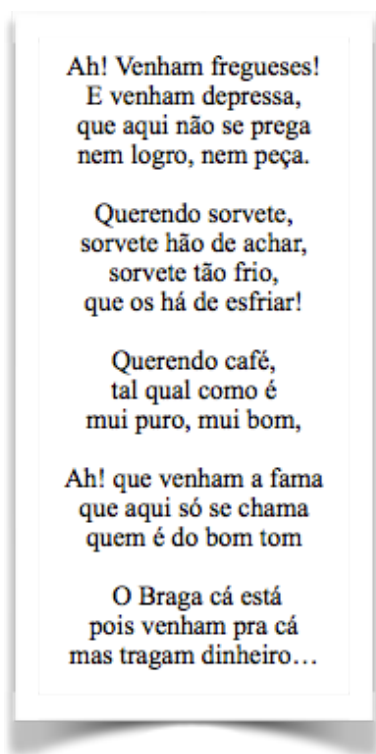 Ah! Venham fregueses!
E venham depressa,
que aqui não se prega
nem logro, nem peça.
Querendo sorvete,
sorvete hão de achar,
sorvete tão frio,
que os há de esfriar!
Querendo café,
tal qual como é
mui puro, mui bom,
Ah! que venham a fama
que aqui só se chama
quem é do bom tom
O Braga cá está
pois venham pra cá
mas tragam dinheiro…